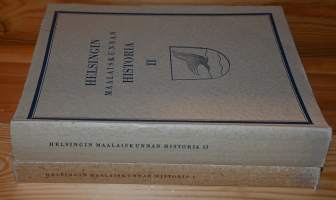 HELSINGIN
MAALAISKUNNAN
HISTORIA
II
HELSINGIN MAALAISKUNNAN HISTORIA II
HELSINGIN MAALAISKUNNAN HISTORIA I